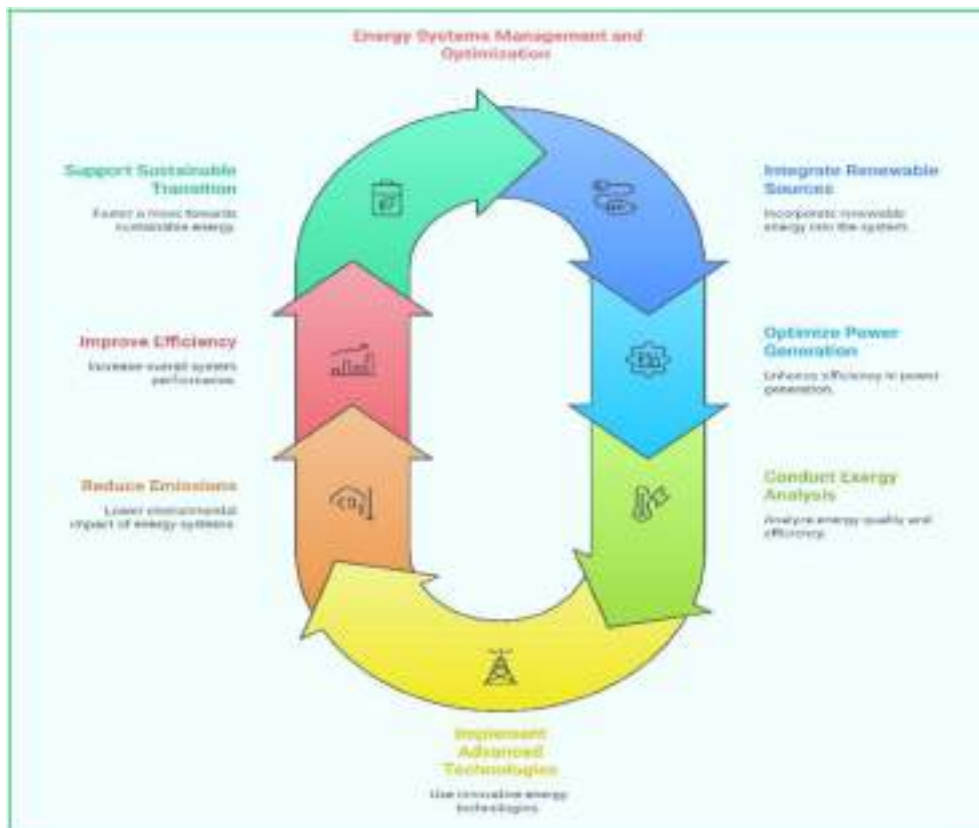 Energy Systems Management and
Optimization
Support Sustainable
Transition
Foster a move towards
sustainable energy.
Integrate Renewable
Sources
Incorporate renewable
energy into the system.
Improve Efficiency
Increase overall system
performance.
Optimize Power
Generation
Enhance efficiency in power
generation.
Reduce Emissions
Lower environmental
impact of energy systems.
CO2
Conduct Exergy
Analysis
Analyze energy quality and
efficiency.
Implement
Advanced
Technologies
Use innovative energy
technologies.